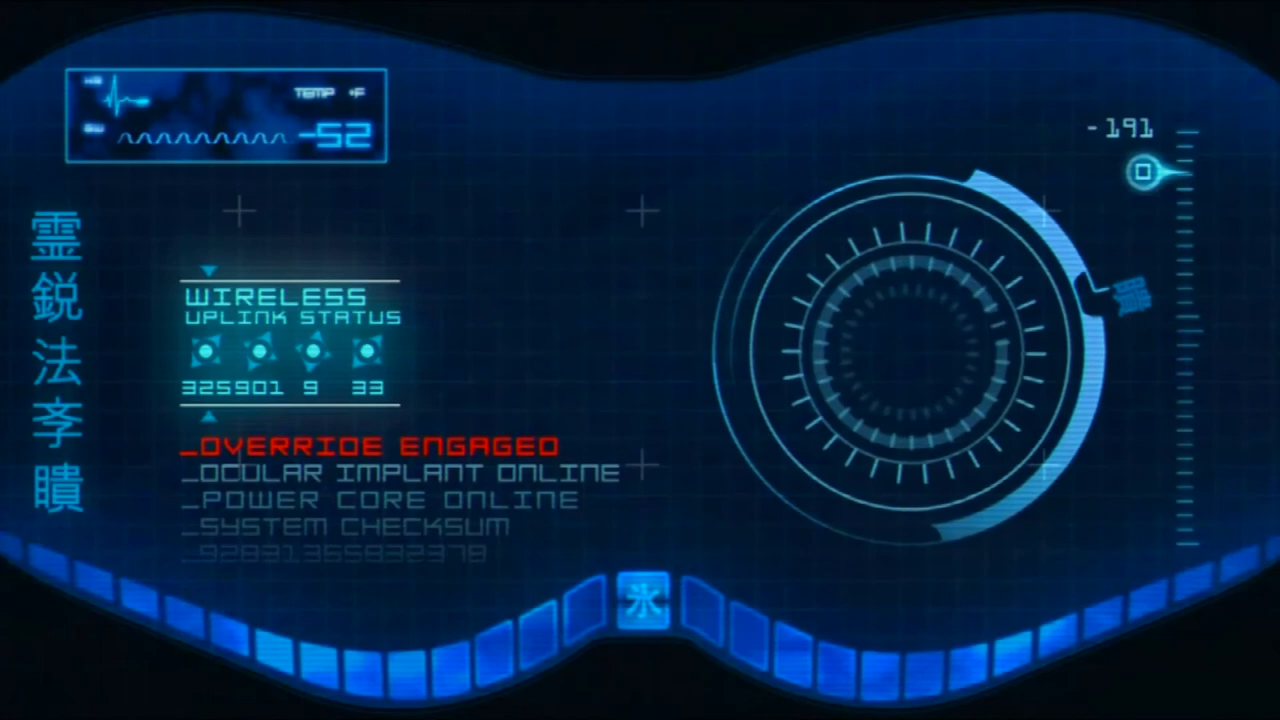 TEMP °F
-52
-191
霊
鋭
法
斈
瞶
WIRELESS
UPLINK STATUS
325901 9 33
_OVERRIDE ENGAGED
_OCULAR IMPLANT ONLINE
_POWER CORE ONLINE
_SYSTEM CHECKSUM
氷